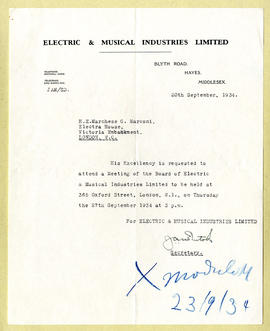 ELECTRIC & MUSICAL INDUSTRIES LIMITED
BLYTH ROAD,
HAYES,
MIDDLESEX.
JAM/ED.
20th September, 1934.
H.E.Marchese G. Marconi,
Electra House,
Victoria Embankment,
LONDON, W.C.
His Excellency is requested to
attend a Meeting of the Board of Electric
& Musical Industries Limited to be held at
363 Oxford Street, London, W.1., on Thursday
the 27th September 1934 at 3 p.m.
For ELECTRIC & MUSICAL INDUSTRIES LIMITED
Secretary.
X
23/9/34